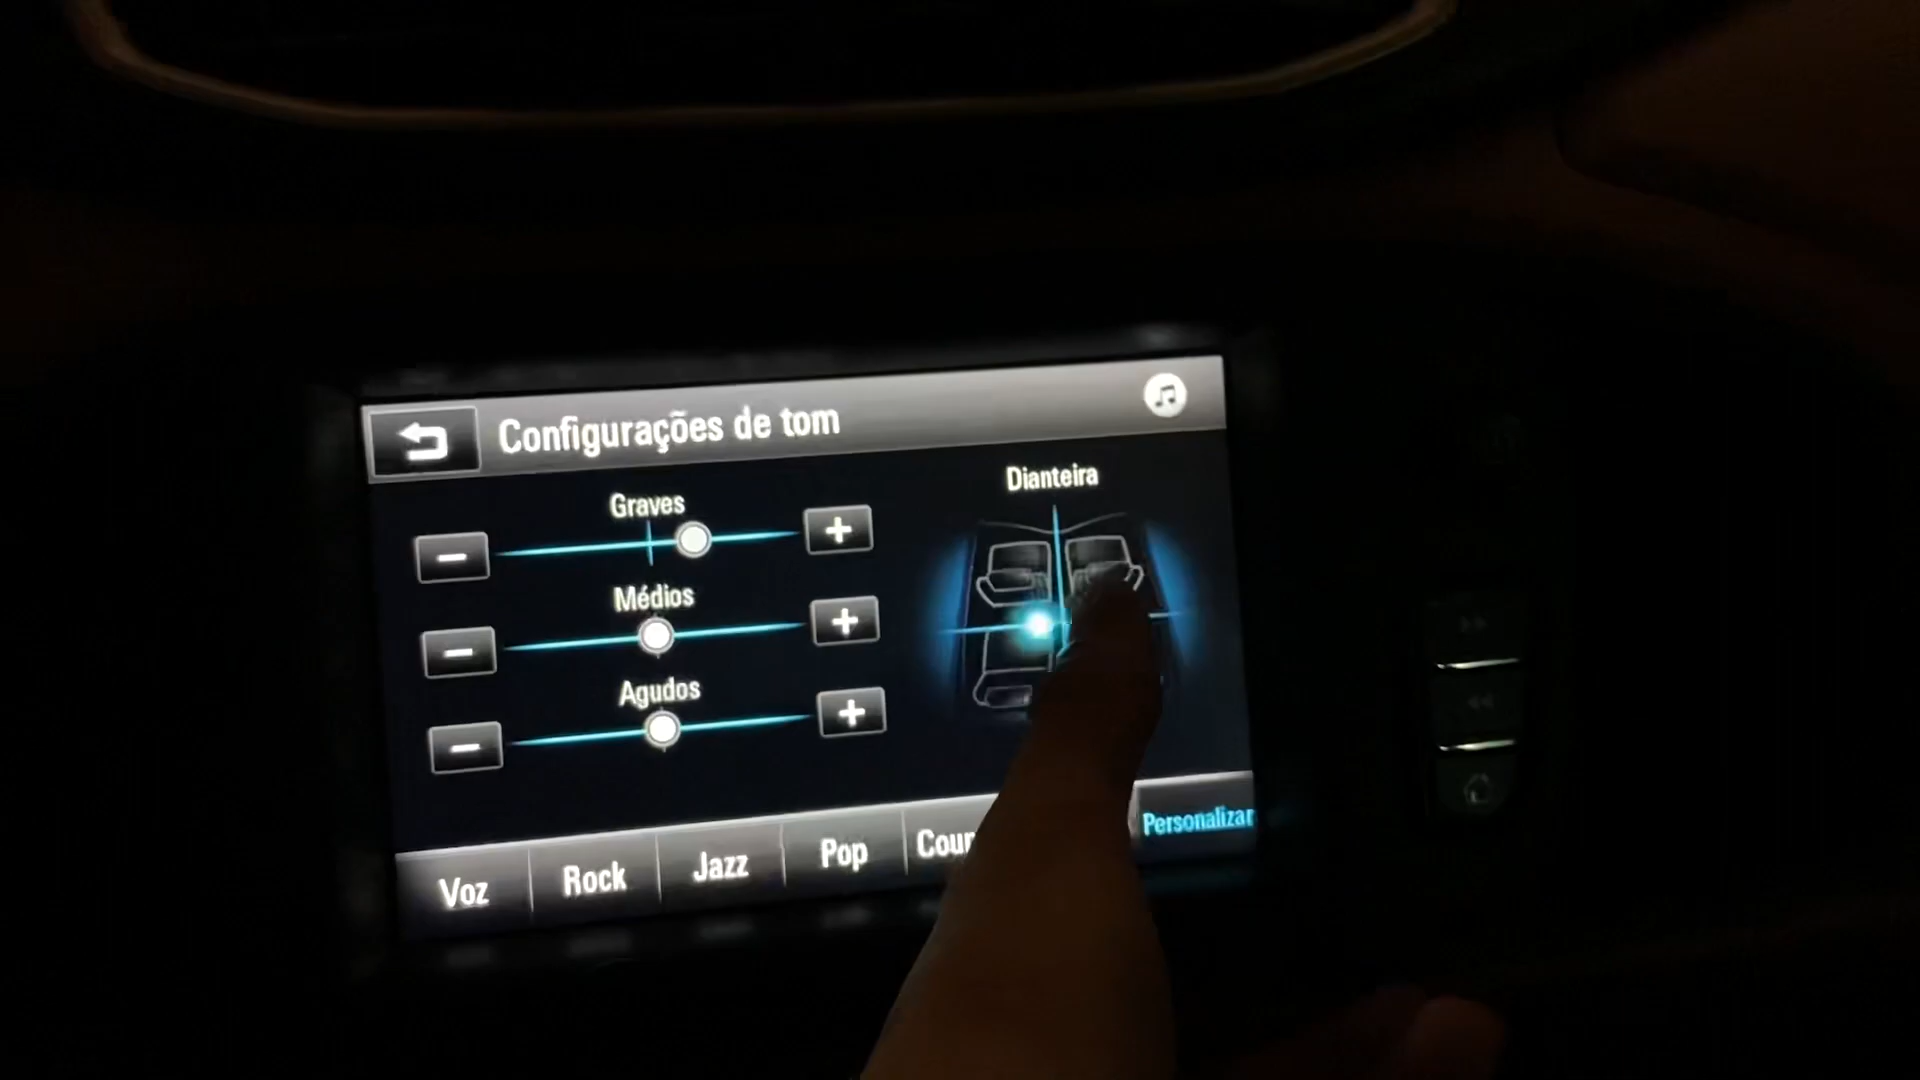 Configurações de tom
Graves
Médios
Agudos
Dianteira
Voz
Rock
Jazz
Pop
Personalizar